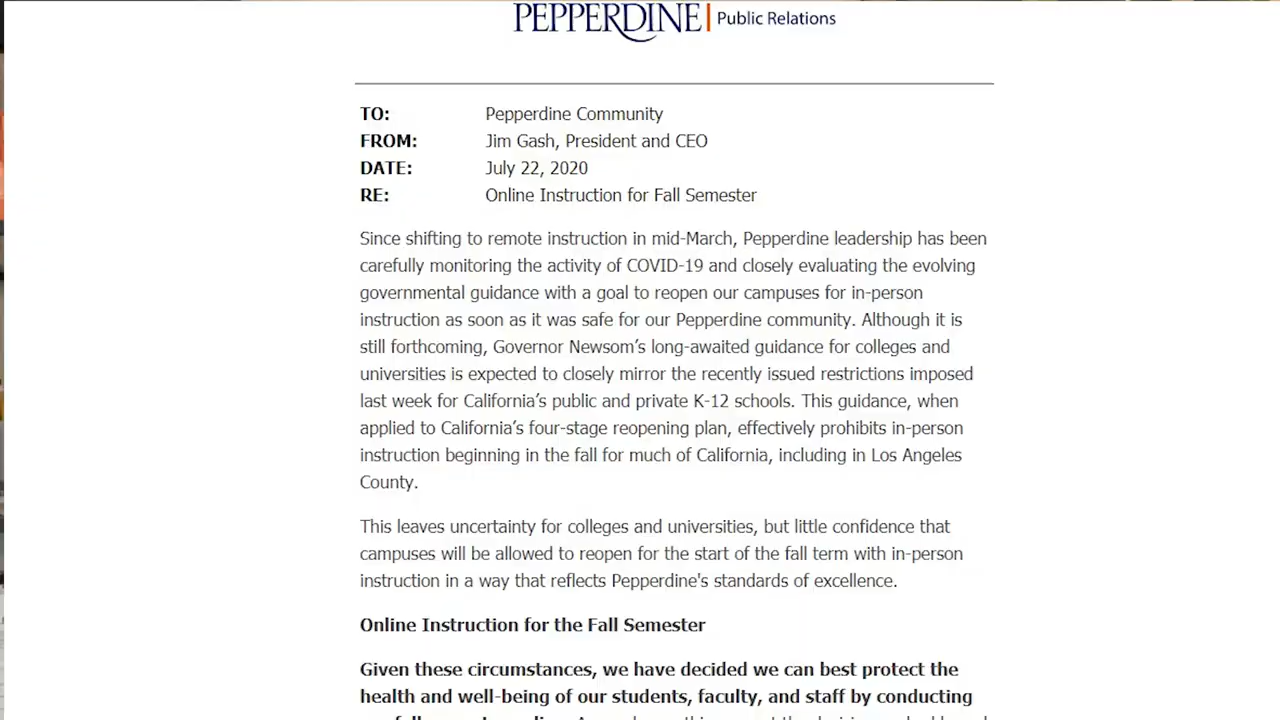 PEPPERDINE | Public Relations
TO: Pepperdine Community
FROM: Jim Gash, President and CEO
DATE: July 22, 2020
RE: Online Instruction for Fall Semester
Since shifting to remote instruction in mid-March, Pepperdine leadership has been
carefully monitoring the activity of COVID-19 and closely evaluating the evolving
governmental guidance with a goal to reopen our campuses for in-person
instruction as soon as it was safe for our Pepperdine community. Although it is
still forthcoming, Governor Newsom’s long-awaited guidance for colleges and
universities is expected to closely mirror the recently issued restrictions imposed
last week for California’s public and private K-12 schools. This guidance, when
applied to California’s four-stage reopening plan, effectively prohibits in-person
instruction beginning in the fall for much of California, including in Los Angeles
County.
This leaves uncertainty for colleges and universities, but little confidence that
campuses will be allowed to reopen for the start of the fall term with in-person
instruction in a way that reflects Pepperdine's standards of excellence.
Online Instruction for the Fall Semester
Given these circumstances, we have decided we can best protect the
health and well-being of our students, faculty, and staff by conducting